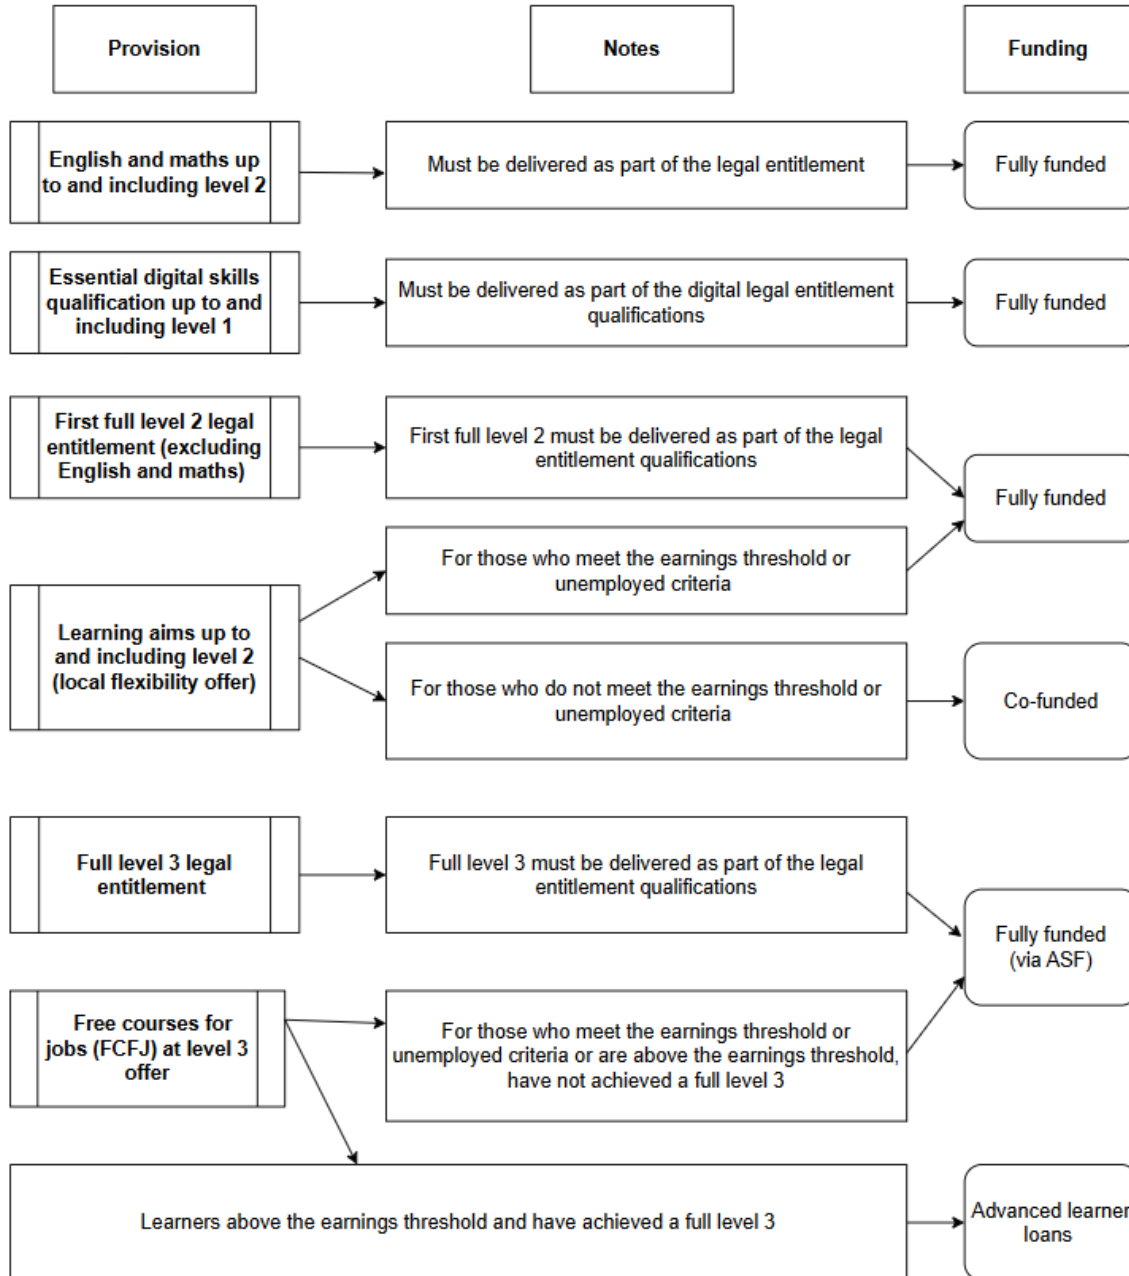 Provision
Notes
Funding
English and maths up
to and including level 2
Must be delivered as part of the legal entitlement
Fully funded
Essential digital skills
qualification up to and
including level 1
Must be delivered as part of the digital legal entitlement
qualifications
Fully funded
First full level 2 legal
entitlement (excluding
English and maths)
First full level 2 must be delivered as part of the legal
entitlement qualifications
Fully funded
Learning aims up to
and including level 2
(local flexibility offer)
For those who meet the earnings threshold or
unemployed criteria
For those who do not meet the earnings threshold or
unemployed criteria
Co-funded
Full level 3 legal
entitlement
Full level 3 must be delivered as part of the legal
entitlement qualifications
Fully funded
(via ASF)
Free courses for
jobs (FCFJ) at level 3
offer
For those who meet the earnings threshold or
unemployed criteria or are above the earnings threshold,
have not achieved a full level 3
Learners above the earnings threshold and have achieved a full level 3
Advanced learner
loans